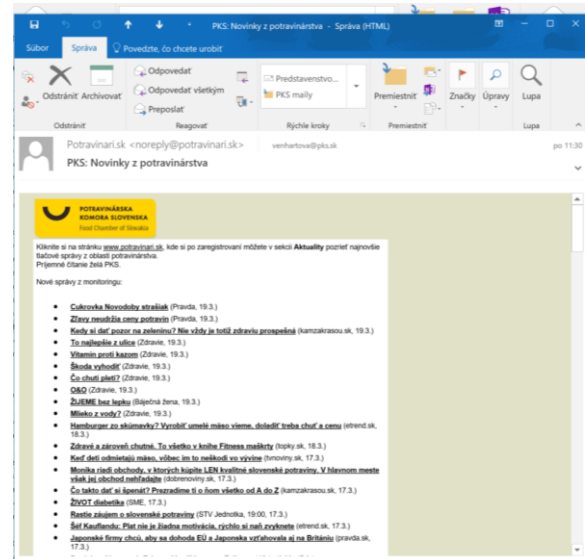 PKS: Novinky z potravinárstva - Správa (HTML)
Súbor
Správa
Povedzte, čo chcete urobiť
Odstrániť
Archivovať
Odpovedať
Odpovedať všetkým
Preposlať
Predstavenstvo...
PKS maily
Premiestniť
Značky
Úpravy
Lupa
Odstrániť
Reagovať
Rýchle kroky
Premiestniť
Lupa
Potravinari.sk <noreply@potravinari.sk>
venhartova@pks.sk
po 11:30
PKS: Novinky z potravinárstva
POTRAVINÁRSKA
KOMORA SLOVENSKA
Food Chamber of Slovakia
Kliknite si na stránku www.potravinari.sk, kde si po zaregistrovaní môžete v sekcii Aktuality pozrieť najnovšie
tlačové správy z oblasti potravinárstva.
Príjemné čítanie želá PKS.
Nové správy z monitoringu:
• Cukrovka Novodoby strašiak (Pravda, 19.3.)
• Zľavy neudržia ceny potravín (Pravda, 19.3.)
• Kedy si dať pozor na zeleninu? Nie vždy je totiž zdraviu prospešná (kamzakrasou.sk, 19.3.)
• To najlepšie z ulice (Zdravie, 19.3.)
• Vitamín proti kazom (Zdravie, 19.3.)
• Škoda vyhodiť (Zdravie, 19.3.)
• Čo chutí pleti? (Zdravie, 19.3.)
• O&O (Zdravie, 19.3.)
• ŽIJEME bez lepku (Báječná žena, 19.3.)
• Mlieko z vody? (Zdravie, 19.3.)
• Hamburger zo skúmavky? Vyrobiť umelé mäso vieme, doladiť treba chuť a cenu (etrend.sk,
18.3.)
• Zdravé a zároveň chutné. To všetko v knihe Fitness maškrty (topky.sk, 18.3.)
• Keď deti odmietajú mäso, vôbec im to neškodí vo vývine (tvnoviny.sk, 17.3.)
• Monika riadi obchody, v ktorých kúpite LEN kvalitné slovenské potraviny. V hlavnom meste
však jej obchod nehľadajte (dobrenoviny.sk, 17.3.)
• Čo takto dať si špenát? Prezradíme ti o ňom všetko od A do Z (kamzakrasou.sk, 17.3.)
• ŽIVOT diabetika (SME, 17.3.)
• Rastie záujem o slovenské potraviny (STV Jednotka, 19:00, 17.3.)
• Šéf Kauflandu: Plat nie je žiadna motivácia, rýchlo si naň zvyknete (etrend.sk, 17.3.)
• Japonské firmy chcú, aby sa dohoda EÚ a Japonska vzťahovala aj na Britániu (pravda.sk,
17.3.)